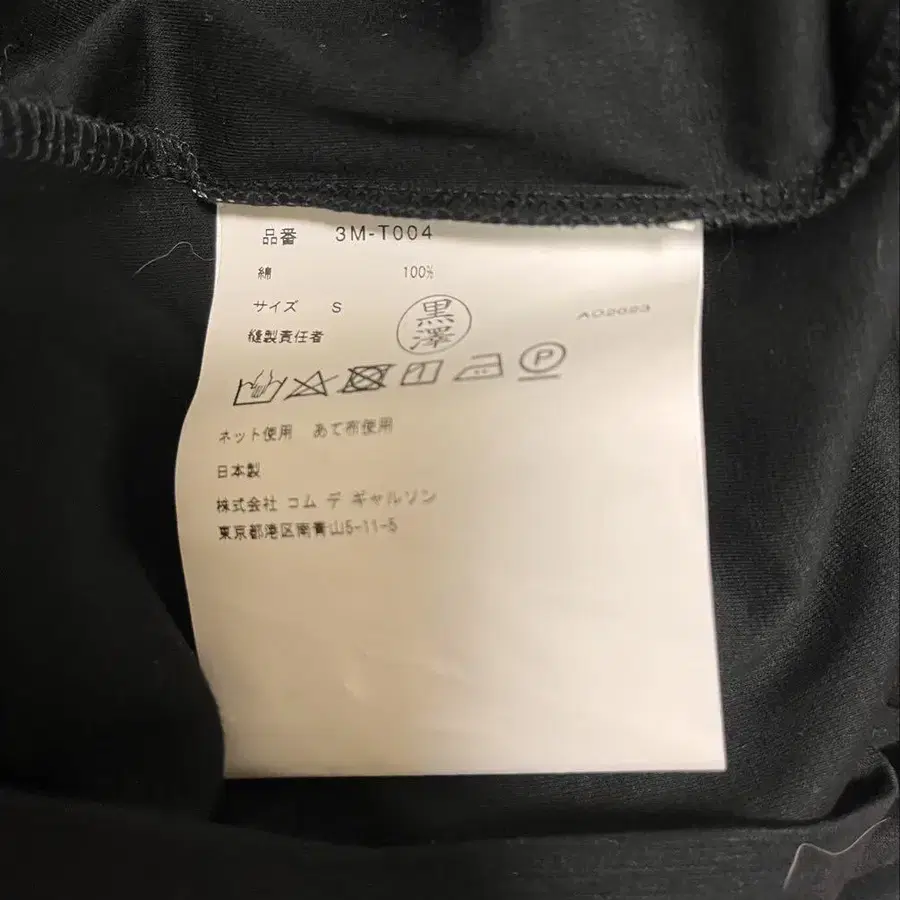 品番 3M-T004
綿 100%
サイズ S
縫製責任者 黒澤
AD2023
P
ネット使用 あて布使用
日本製
株式会社 コム デ ギャルソン
東京都港区南青山5-11-5